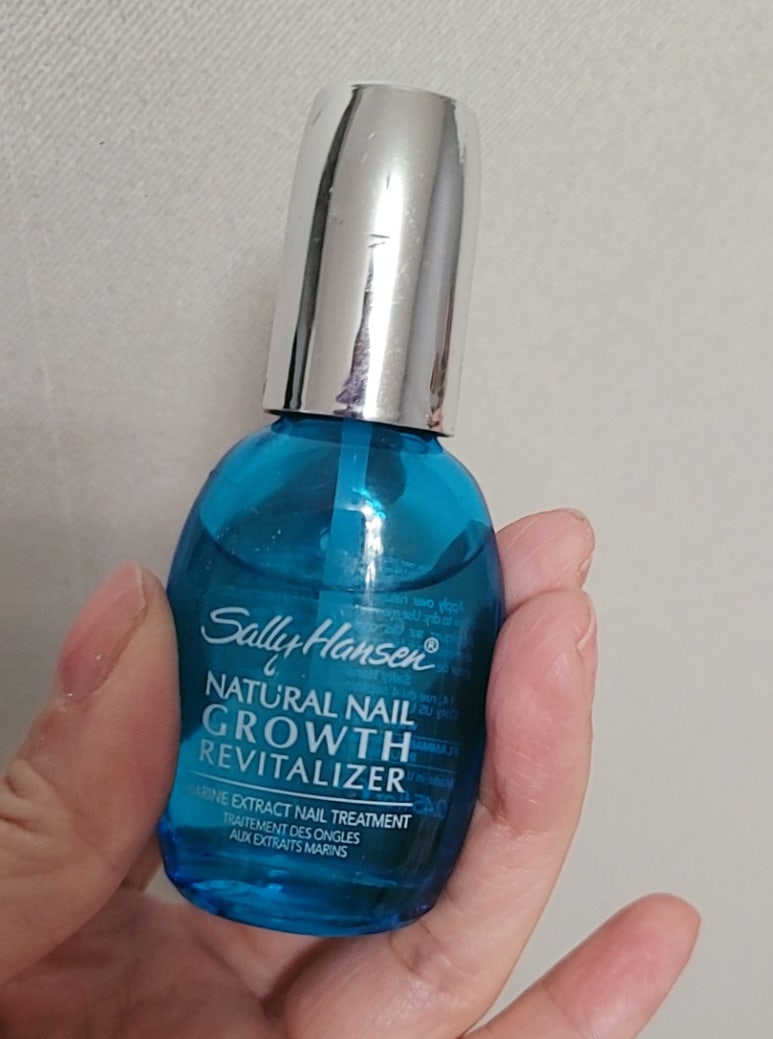 Sally Hansen®
NATURAL NAIL
GROWTH
REVITALIZER
MARINE EXTRACT NAIL TREATMENT
TRAITEMENT DES ONGLES
AUX EXTRAITS MARINS